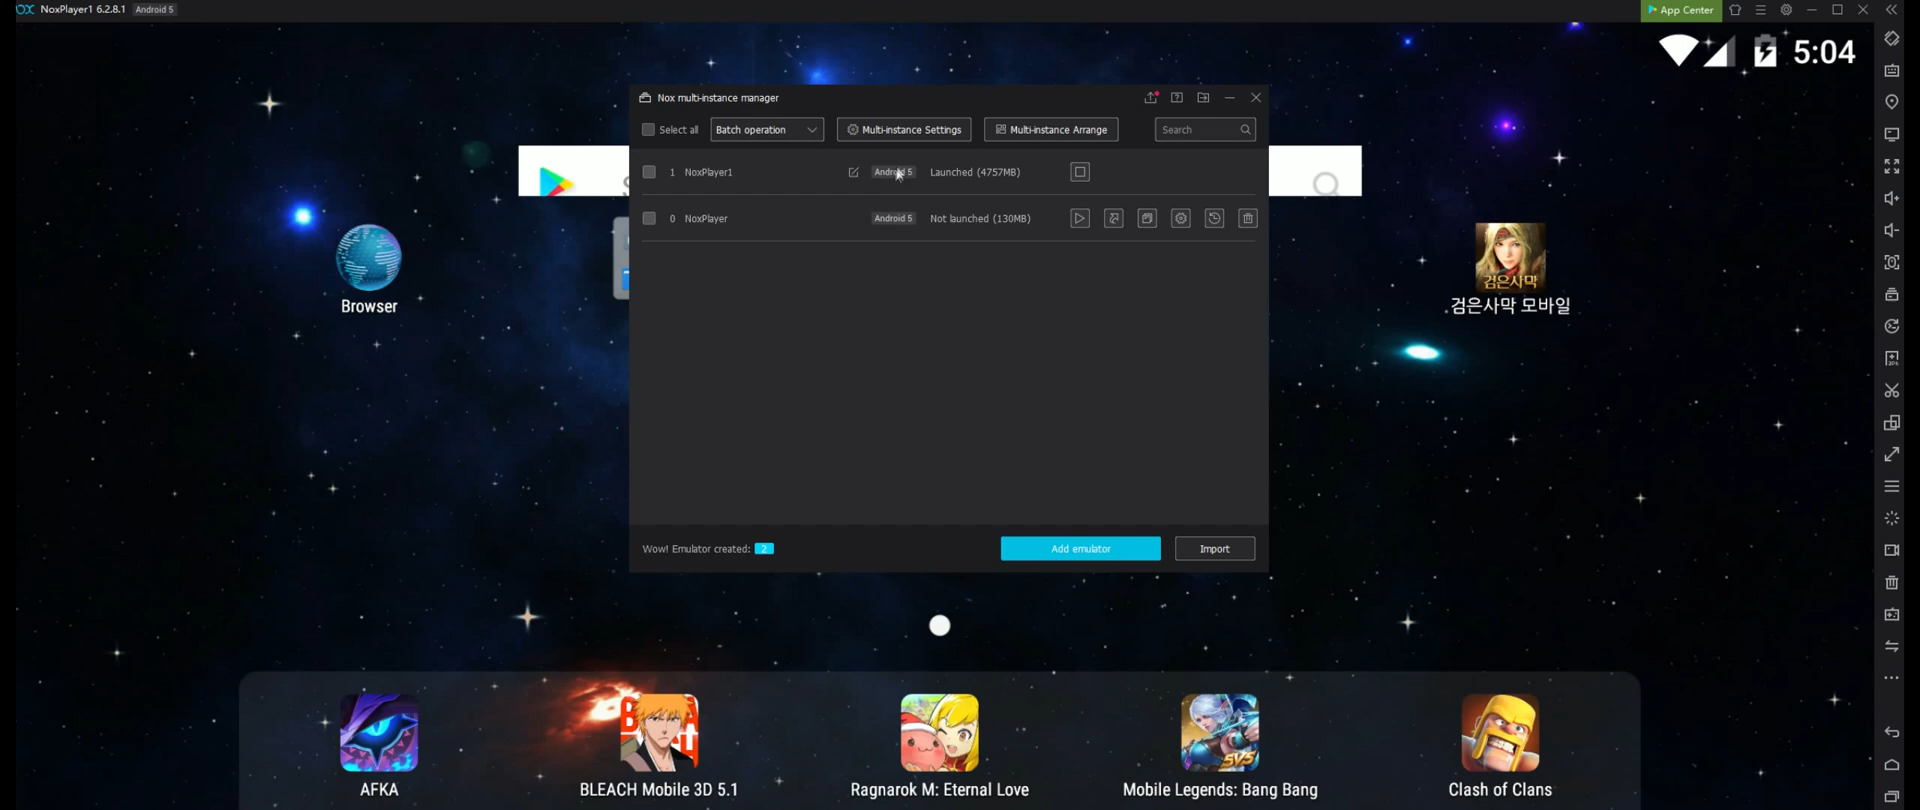 NoxPlayer1 6.2.8.1 Android 5
App Center
5:04
Nox multi-instance manager
Select all Batch operation Multi-instance Settings Multi-instance Arrange Search
1 NoxPlayer1 Android 5 Launched (4757MB)
0 NoxPlayer Android 5 Not launched (130MB)
Browser
검은사막
검은사막 모바일
Wow! Emulator created: 2 Add emulator Import
5V5
AFKA BLEACH Mobile 3D 5.1 Ragnarok M: Eternal Love Mobile Legends: Bang Bang Clash of Clans